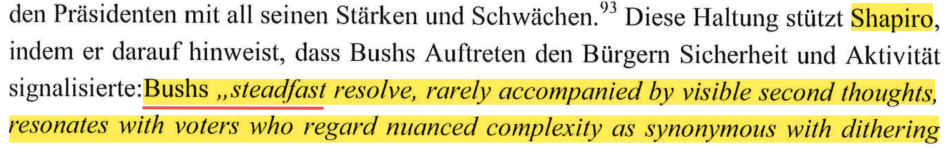 den Präsidenten mit all seinen Stärken und Schwächen.93 Diese Haltung stützt Shapiro,
indem er darauf hinweist, dass Bushs Auftreten den Bürgern Sicherheit und Aktivität
signalisierte:Bushs „steadfast resolve, rarely accompanied by visible second thoughts,
resonates with voters who regard nuanced complexity as synonymous with dithering